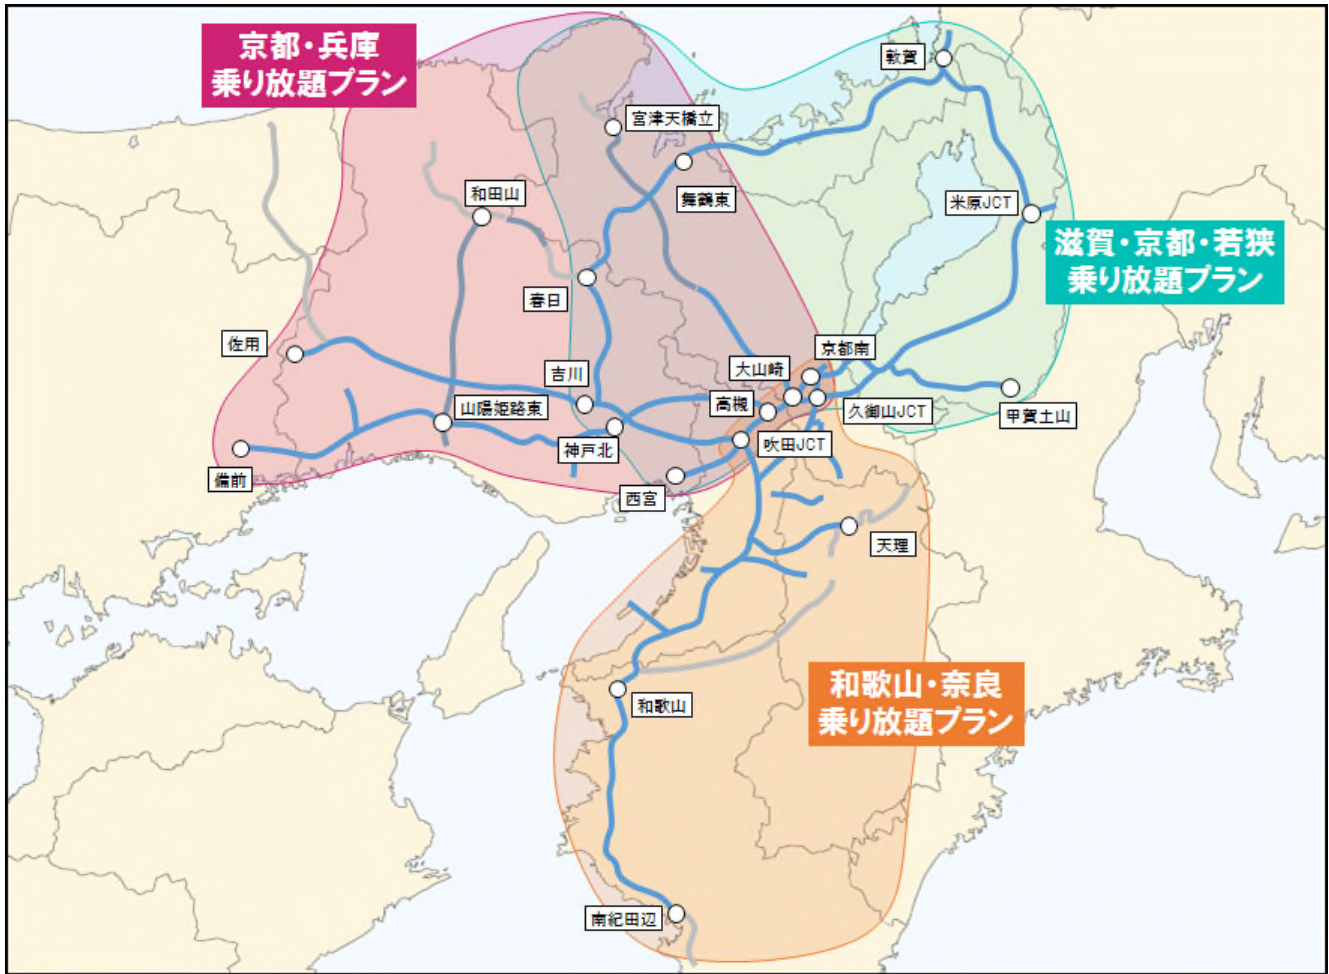 京都・兵庫
乗り放題プラン
敦賀
宮津天橋立
和田山
舞鶴東
米原JCT
滋賀・京都・若狭
乗り放題プラン
春日
佐用
京都南
大山崎
吉川
高槻
山陽姫路東
久御山JCT
甲賀土山
神戸北
吹田JCT
備前
西宮
天理
和歌山・奈良
乗り放題プラン
和歌山
南紀田辺